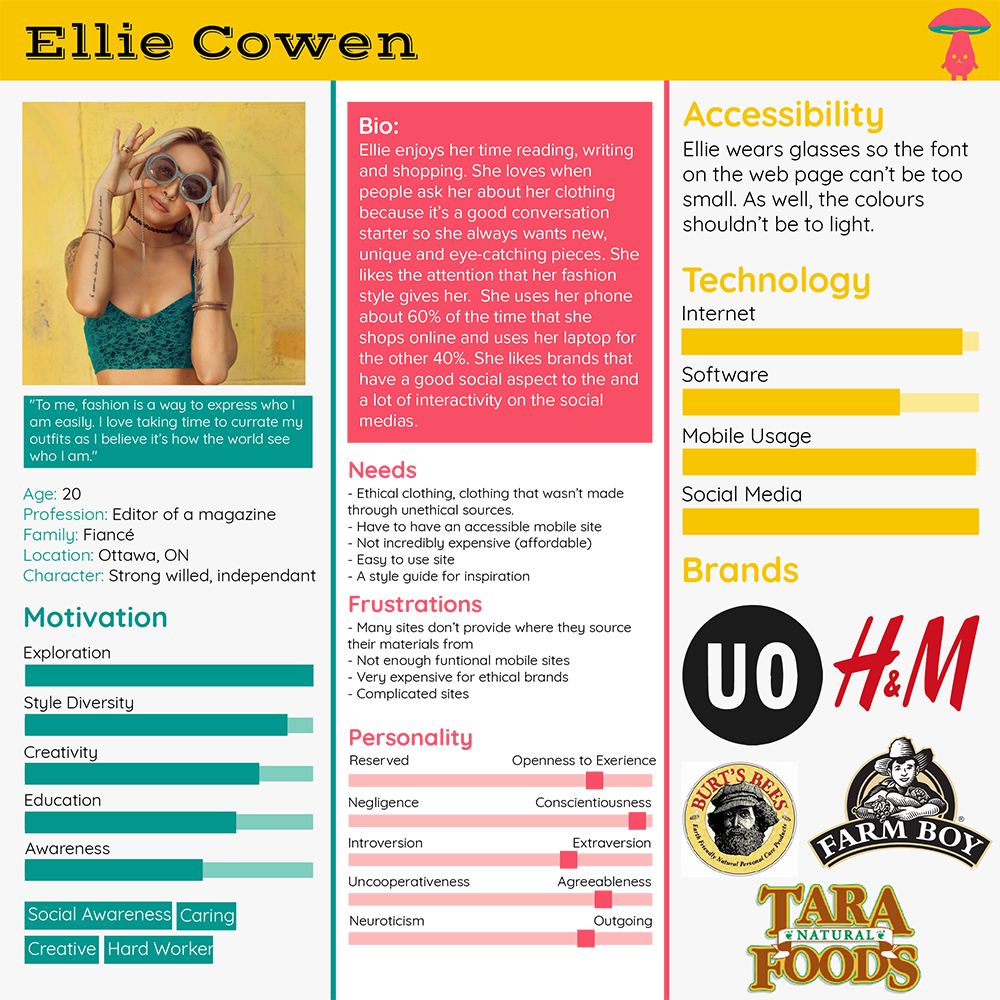 Ellie Cowen
"To me, fashion is a way to express who I
am easily. I love taking time to currate my
outfits as I believe it's how the world see
who I am."
Age: 20
Profession: Editor of a magazine
Family: Fiancé
Location: Ottawa, ON
Character: Strong willed, independant
Motivation
Exploration
Style Diversity
Creativity
Education
Awareness
Social Awareness Caring
Creative Hard Worker
Bio:
Ellie enjoys her time reading, writing
and shopping. She loves when
people ask her about her clothing
because it's a good conversation
starter so she always wants new,
unique and eye-catching pieces. She
likes the attention that her fashion
style gives her. She uses her phone
about 60% of the time that she
shops online and uses her laptop for
the other 40%. She likes brands that
have a good social aspect to the and
a lot of interactivity on the social
medias.
Needs
- Ethical clothing, clothing that wasn't made
through unethical sources.
- Have to have an accessible mobile site
- Not incredibly expensive (affordable)
- Easy to use site
- A style guide for inspiration
Frustrations
- Many sites don't provide where they source
their materials from
- Not enough funtional mobile sites
- Very expensive for ethical brands
- Complicated sites
Personality
Reserved Openness to Exerience
Negligence Conscientiousness
Introversion Extraversion
Uncooperativeness Agreeableness
Neuroticism Outgoing
Accessibility
Ellie wears glasses so the font
on the web page can't be too
small. As well, the colours
shouldn't be to light.
Technology
Internet
Software
Mobile Usage
Social Media
Brands
UO
H&M
BURT'S BEES
Earth Friendly Natural Personal Care Products
FARM BOY
®
TARA
NATURAL
FOODS